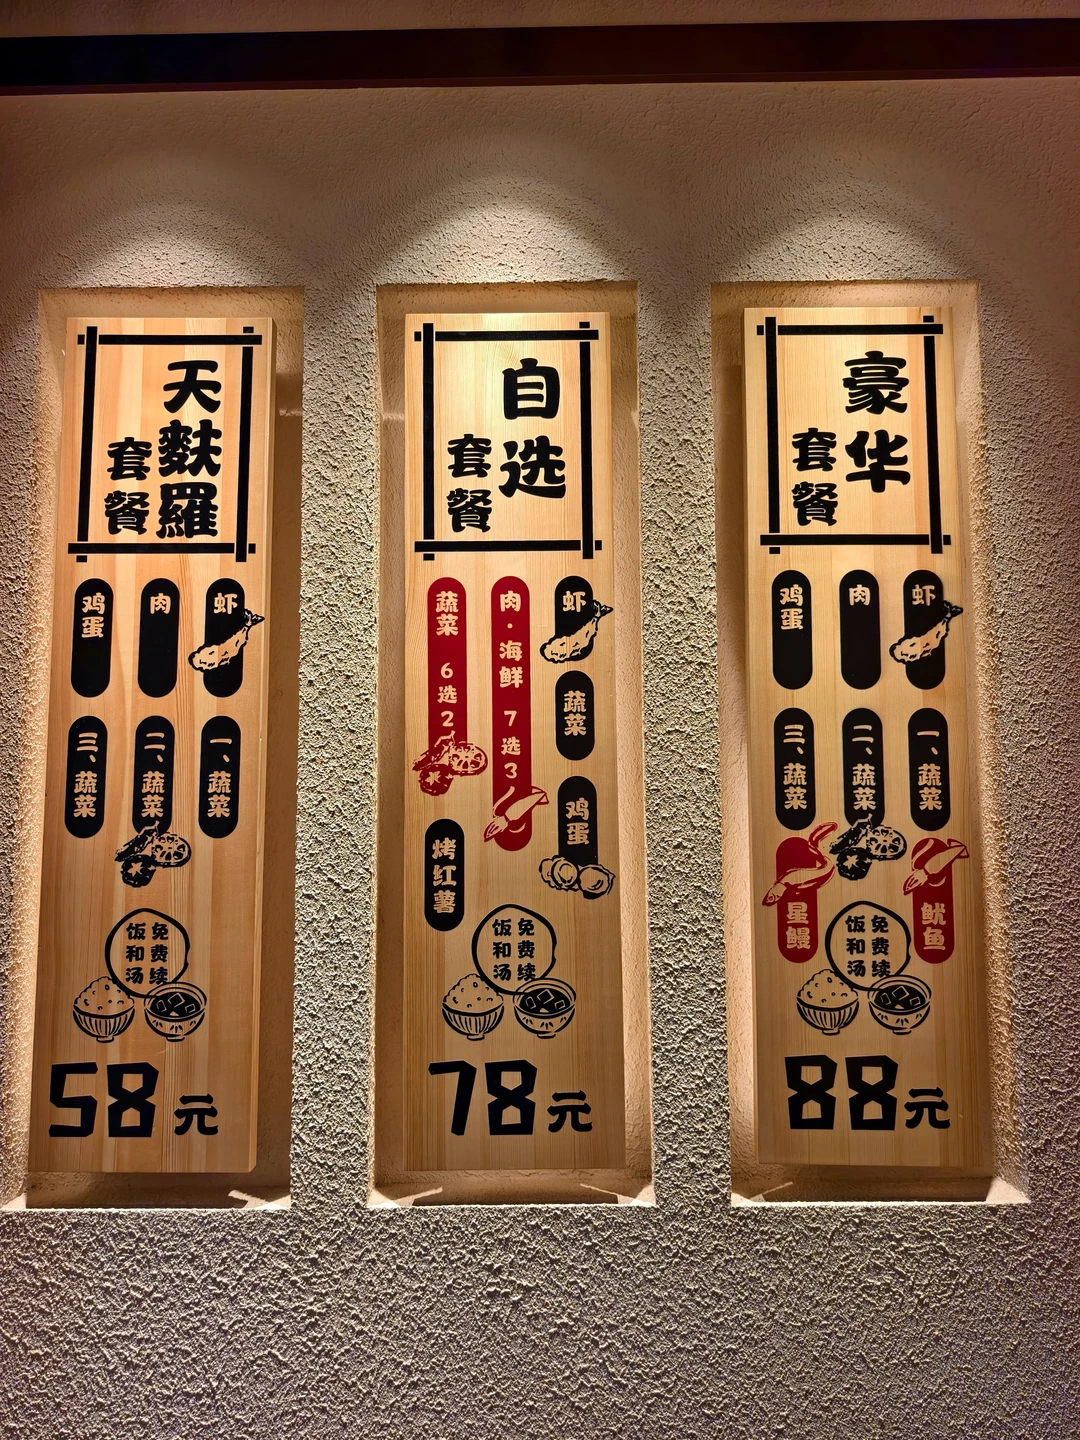 天麸羅
套餐
虾
肉
鸡蛋
一、蔬菜
二、蔬菜
三、蔬菜
免费续
饭和汤
58元
自选
套餐
虾
蔬菜
鸡蛋
肉·海鲜 7选3
蔬菜 6选2
烤红薯
免费续
饭和汤
78元
豪华
套餐
虾
肉
鸡蛋
一、蔬菜
二、蔬菜
三、蔬菜
鱿鱼
星鳗
免费续
饭和汤
88元